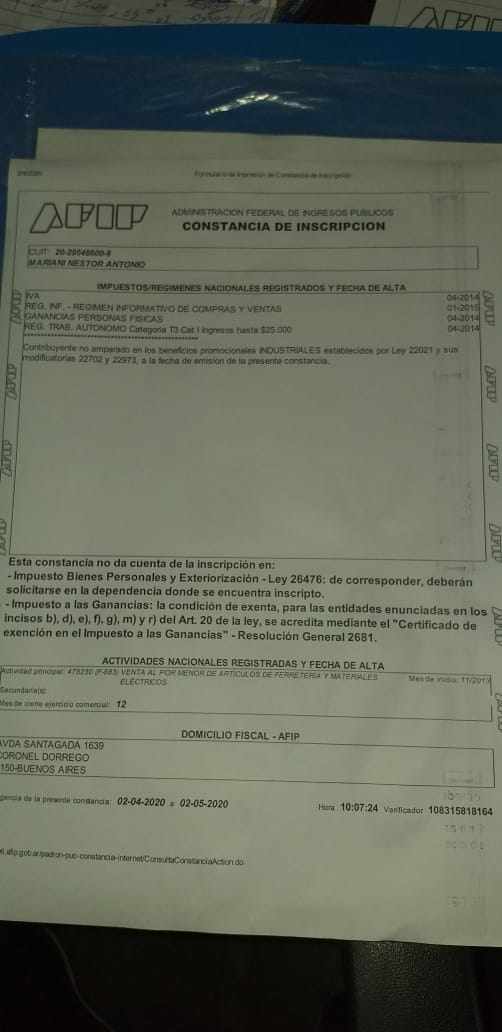 AFIP
Formulario de Impresión de Constancia de Inscripción
AFIP
ADMINISTRACION FEDERAL DE INGRESOS PUBLICOS
CONSTANCIA DE INSCRIPCION
CUIT: 20-29548600-8
MARIANI NESTOR ANTONIO
IMPUESTOS/REGIMENES NACIONALES REGISTRADOS Y FECHA DE ALTA
IVA 04-2014
REG. INF. - REGIMEN INFORMATIVO DE COMPRAS Y VENTAS 01-2015
GANANCIAS PERSONAS FISICAS 04-2014
REG. TRAB. AUTONOMO Categoria T3 Cat I Ingresos hasta $25.000 04-2014
Contribuyente no amparado en los beneficios promocionales INDUSTRIALES establecidos por Ley 22021 y sus
modificatorias 22702 y 22973, a la fecha de emision de la presente constancia.
Esta constancia no da cuenta de la inscripción en:
- Impuesto Bienes Personales y Exteriorización - Ley 26476: de corresponder, deberán
solicitarse en la dependencia donde se encuentra inscripto.
- Impuesto a las Ganancias: la condición de exenta, para las entidades enunciadas en los
incisos b), d), e), f), g), m) y r) del Art. 20 de la ley, se acredita mediante el "Certificado de
exención en el Impuesto a las Ganancias" - Resolución General 2681.
ACTIVIDADES NACIONALES REGISTRADAS Y FECHA DE ALTA
Actividad principal: 475230 (F-883) VENTA AL POR MENOR DE ARTÍCULOS DE FERRETERÍA Y MATERIALES Mes de inicio: 11/2013
ELÉCTRICOS
Secundaria(s):
Mes de cierre ejercicio comercial: 12
DOMICILIO FISCAL - AFIP
AVDA SANTAGADA 1639
CORONEL DORREGO
150-BUENOS AIRES
gencia de la presente constancia: 02-04-2020 a 02-05-2020 Hora 10:07:24 Verificador 108315818164
.afip.gob.ar/padron-puc-constancia-internet/ConsultaConstanciaAction.do